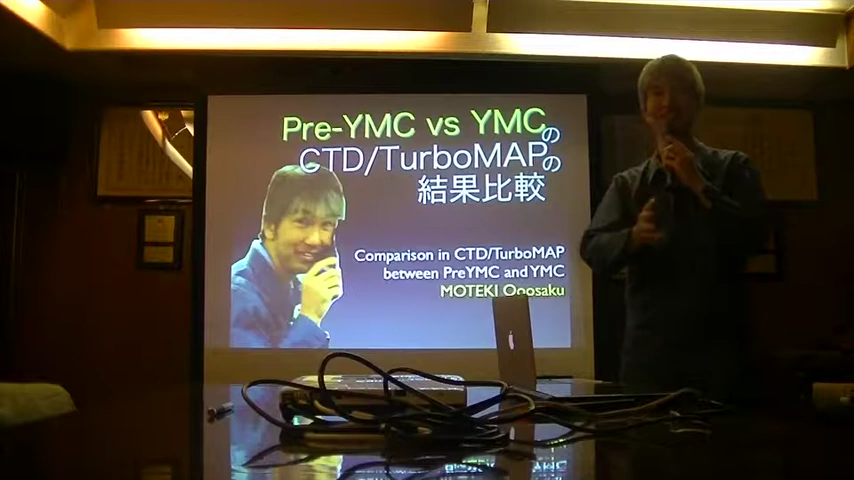 Pre-YMC vs YMCの
CTD/TurboMAPの
結果比較
Comparison in CTD/TurboMAP
between PreYMC and YMC
MOTEKI Qoosaku